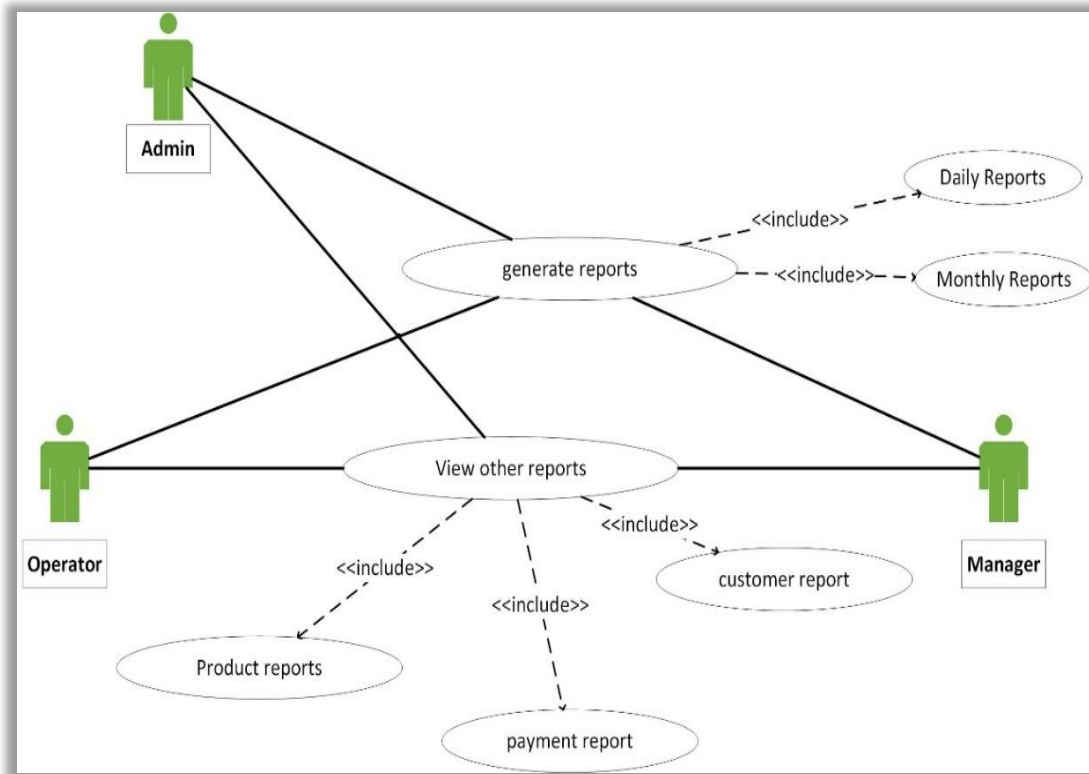 Admin
Daily Reports
<<include>>
generate reports
<<include>>
Monthly Reports
View other reports
Operator
Manager
<<include>>
<<include>>
<<include>>
customer report
Product reports
payment report